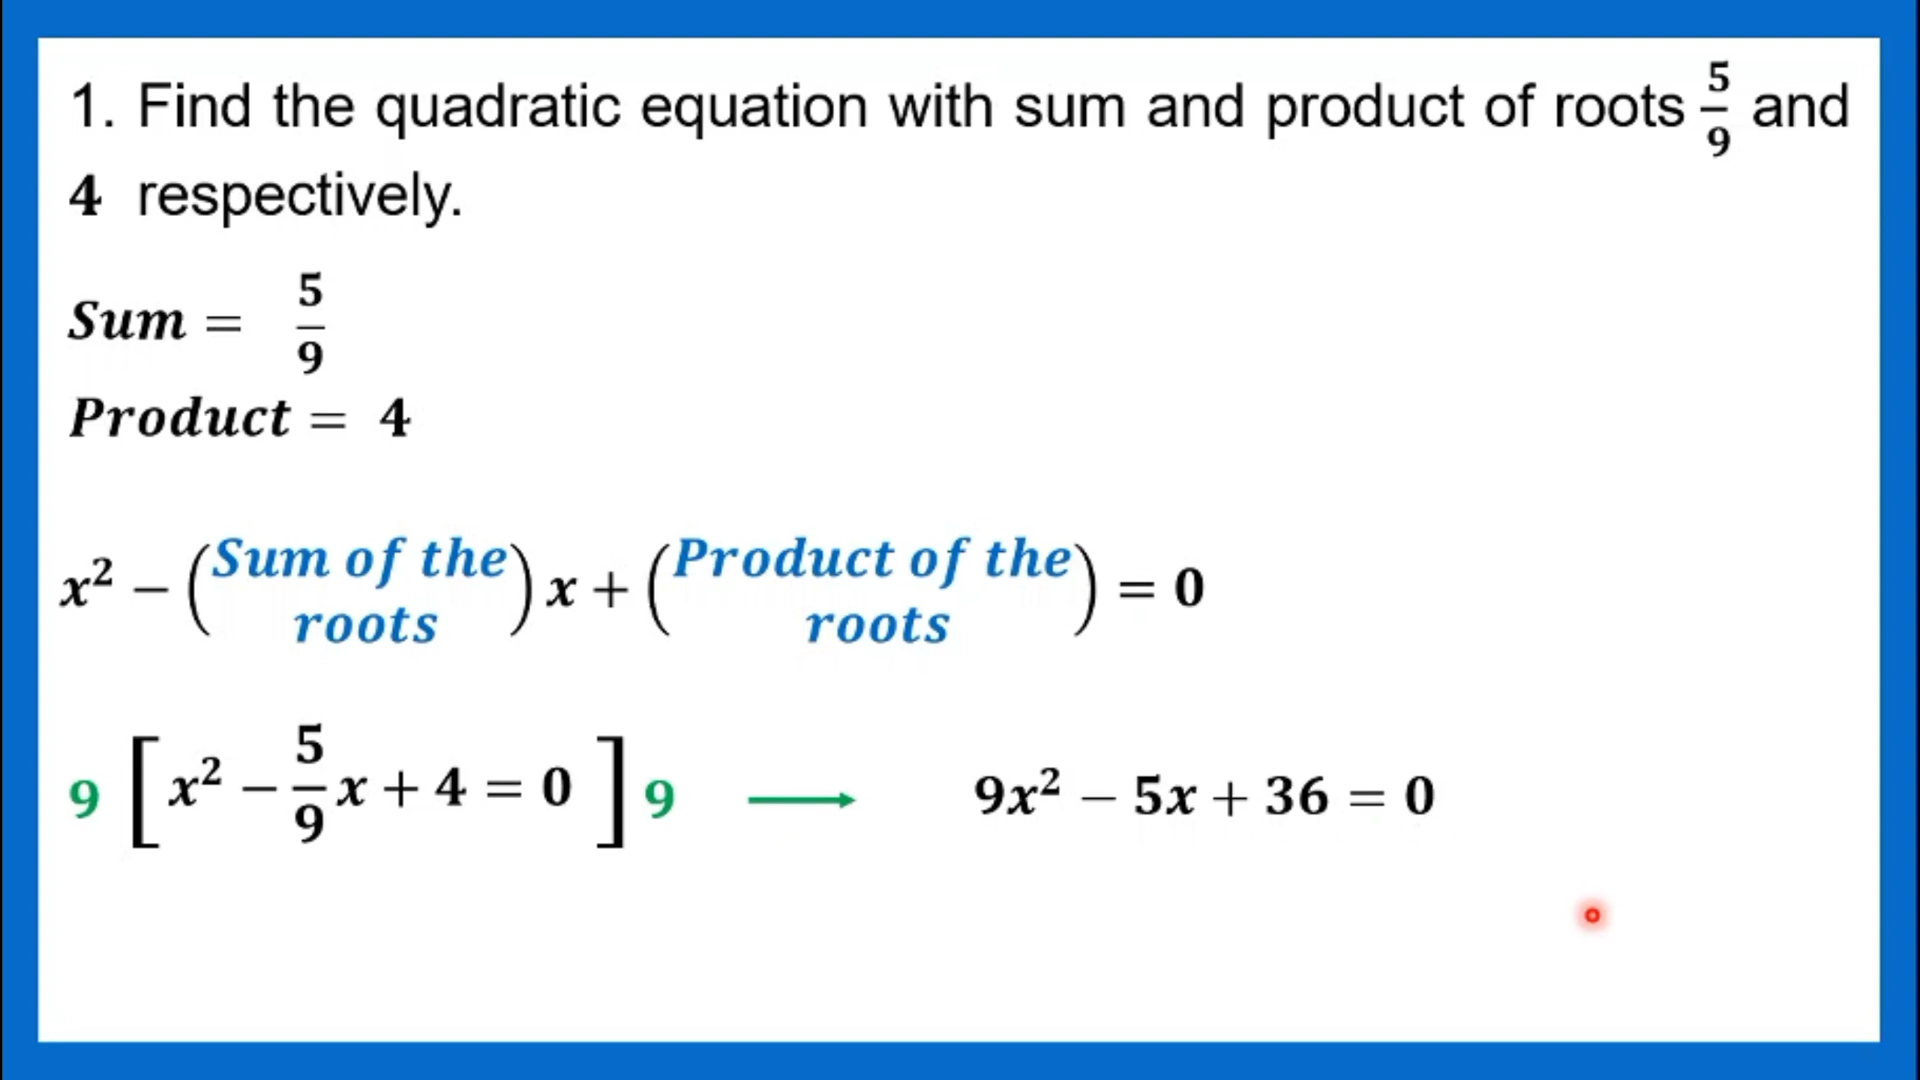 1. Find the quadratic equation with sum and product of roots 5/9 and
4 respectively.
Sum = 5/9
Product = 4
x² − (Sum of the roots) x + (Product of the roots) = 0
9 [x² − 5/9 x + 4 = 0] 9 → 9x² − 5x + 36 = 0